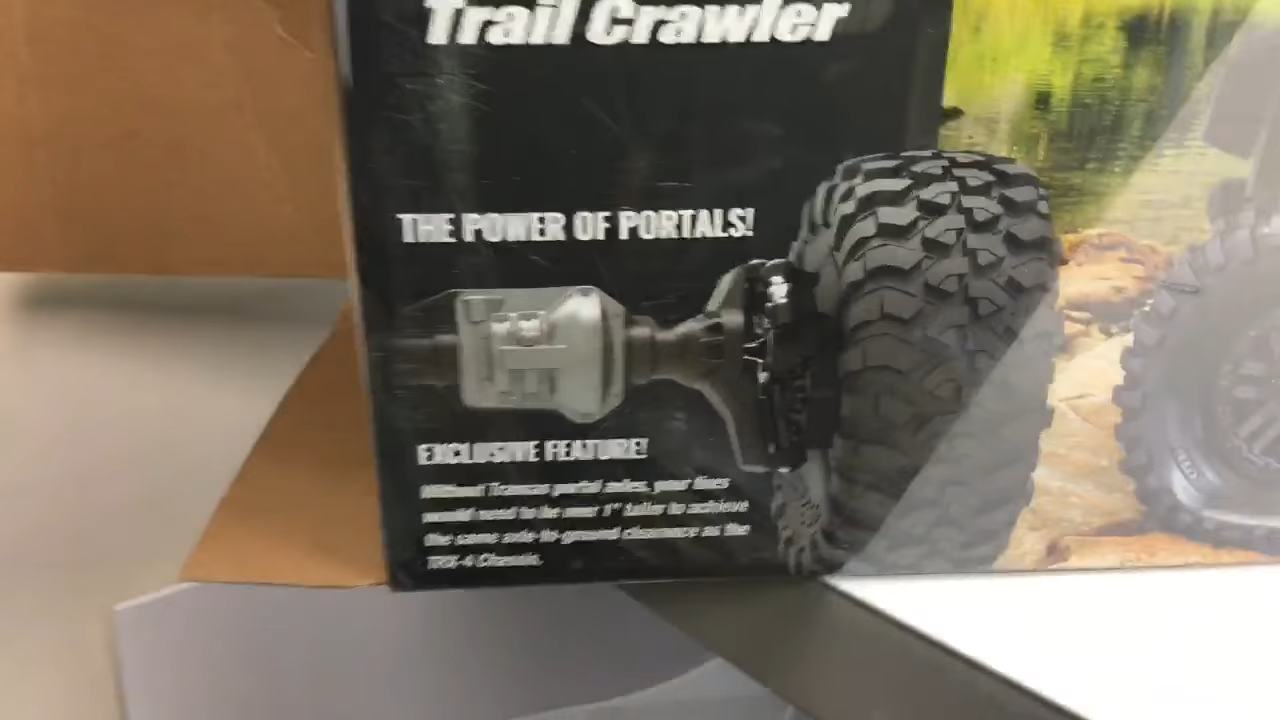 Trail Crawler
THE POWER OF PORTALS!
EXCLUSIVE FEATURE!
Without Traxxas portal axles, your tires
would need to be over 1" taller to achieve
the same axle-to-ground clearance as the
TRX-4 Chassis.